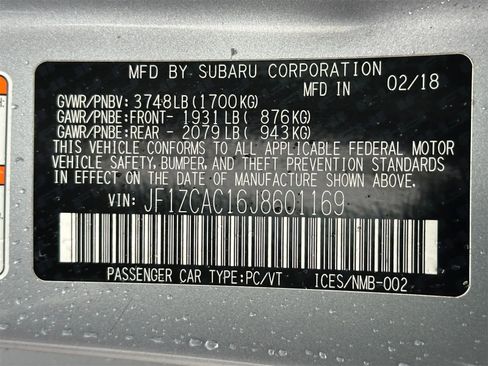 MFD BY SUBARU CORPORATION
MFD IN 02/18
GVWR/PNBV: 3748LB(1700KG)
GAWR/PNBE:FRONT- 1931LB( 876KG)
GAWR/PNBE:REAR - 2079LB( 943KG)
THIS VEHICLE CONFORMS TO ALL APPLICABLE FEDERAL MOTOR
VEHICLE SAFETY, BUMPER, AND THEFT PREVENTION STANDARDS
IN EFFECT ON THE DATE OF MANUFACTURE SHOWN ABOVE.
VIN: JF1ZCAC16J8601169
PASSENGER CAR TYPE:PC/VT ICES/NMB-002